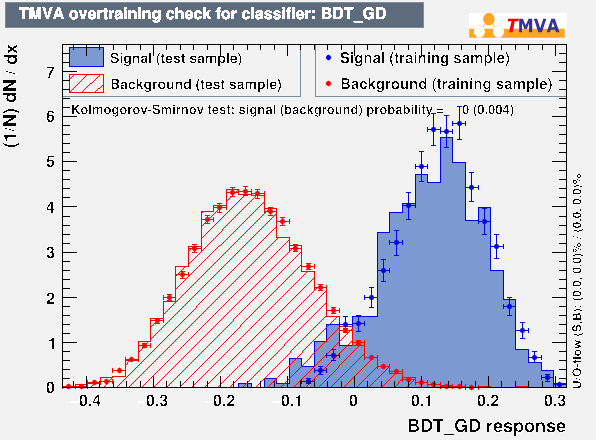 TMVA overtraining check for classifier: BDT_GD
TMVA
Signal (test sample)
Signal (training sample)
Background (test sample)
Background (training sample)
Kolmogorov-Smirnov test: signal (background) probability = 0 (0.004)
(1/N) dN / dx
7
6
5
4
3
2
1
0
−0.4 −0.3 −0.2 −0.1 0 0.1 0.2 0.3
BDT_GD response
U/O-flow (S,B): (0.0, 0.0)% / (0.0, 0.0)%